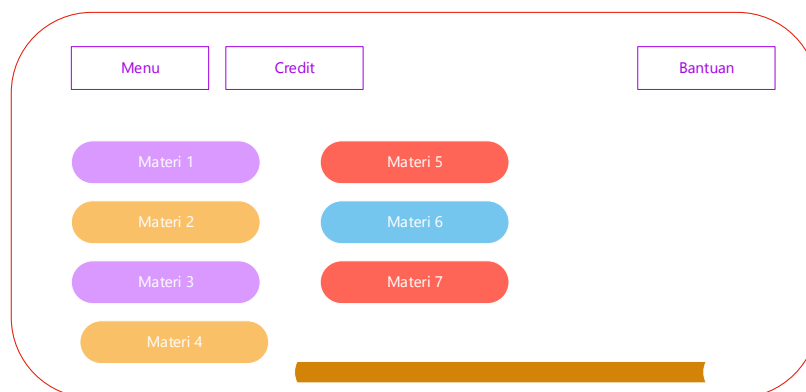 Menu
Credit
Bantuan
Materi 1
Materi 2
Materi 3
Materi 4
Materi 5
Materi 6
Materi 7